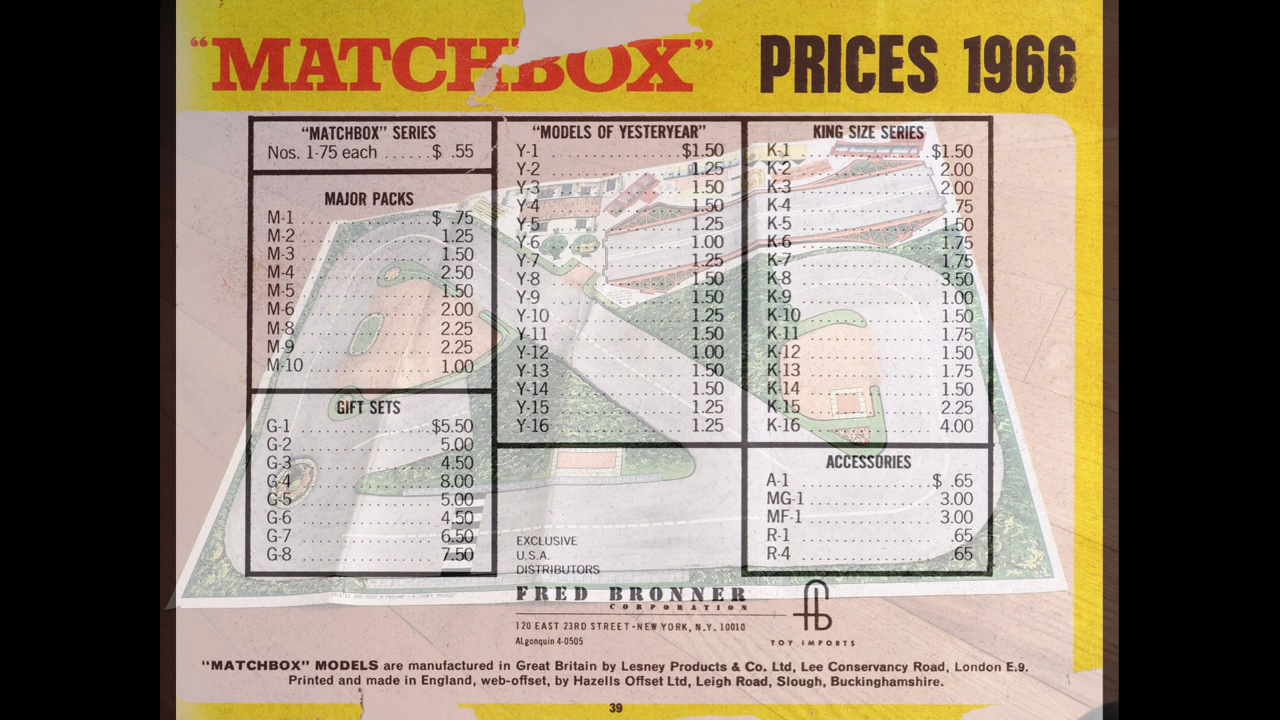 "MATCHBOX" PRICES 1966
"MATCHBOX" SERIES
Nos. 1-75 each ......$ .55
MAJOR PACKS
M-1 $ .75
M-2 1.25
M-3 1.50
M-4 2.50
M-5 1.50
M-6 2.00
M-8 2.25
M-9 2.25
M-10 1.00
GIFT SETS
G-1 $5.50
G-2 5.00
G-3 4.50
G-4 8.00
G-5 5.00
G-6 4.50
G-7 6.50
G-8 7.50
"MODELS OF YESTERYEAR"
Y-1 $1.50
Y-2 1.25
Y-3 1.50
Y-4 1.50
Y-5 1.25
Y-6 1.00
Y-7 1.25
Y-8 1.50
Y-9 1.50
Y-10 1.25
Y-11 1.50
Y-12 1.00
Y-13 1.50
Y-14 1.50
Y-15 1.25
Y-16 1.25
KING SIZE SERIES
K-1 $1.50
K-2 2.00
K-3 2.00
K-4 .75
K-5 1.50
K-6 1.75
K-7 1.75
K-8 3.50
K-9 1.00
K-10 1.50
K-11 1.75
K-12 1.50
K-13 1.75
K-14 1.50
K-15 2.25
K-16 4.00
ACCESSORIES
A-1 $ .65
MG-1 3.00
MF-1 3.00
R-1 .65
R-4 .65
EXCLUSIVE
U.S.A.
DISTRIBUTORS
FRED BRONNER
CORPORATION
120 EAST 23RD STREET • NEW YORK, N.Y. 10010
ALgonquin 4-0505
FB
TOY IMPORTS
"MATCHBOX" MODELS are manufactured in Great Britain by Lesney Products & Co. Ltd, Lee Conservancy Road, London E.9.
Printed and made in England, web-offset, by Hazells Offset Ltd, Leigh Road, Slough, Buckinghamshire.
39